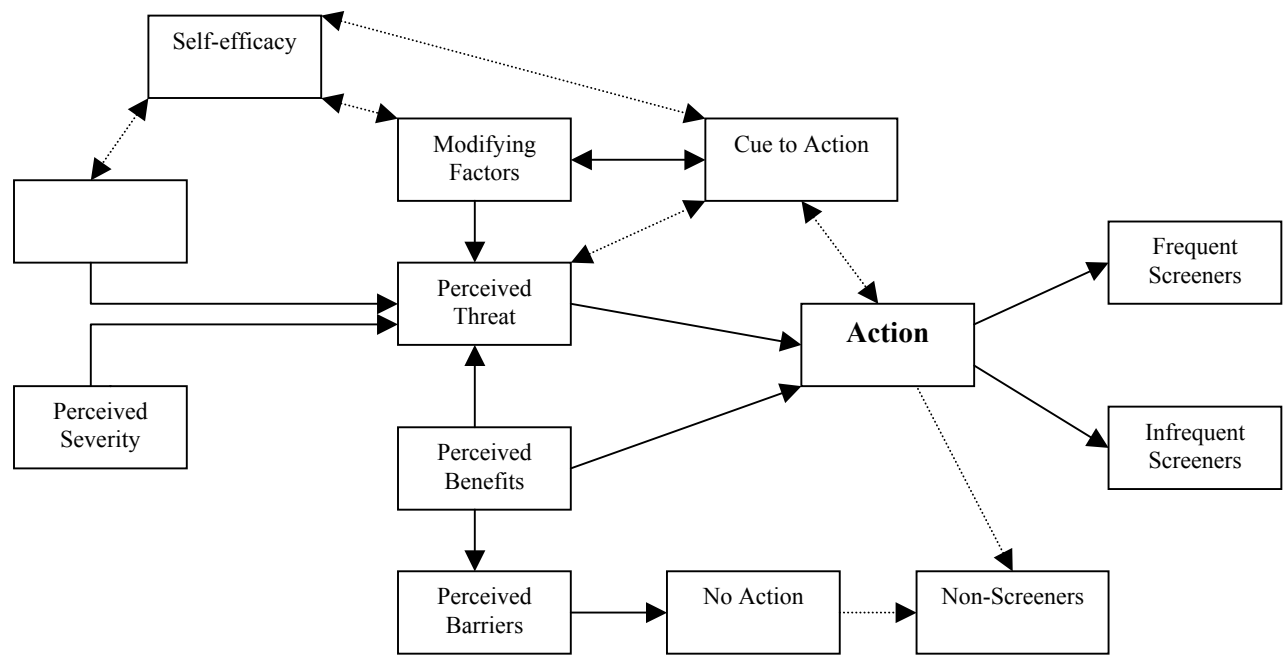 Self-efficacy
Modifying
Factors
Cue to Action
Frequent
Screeners
Perceived
Threat
Action
Perceived
Severity
Perceived
Benefits
Infrequent
Screeners
Perceived
Barriers
No Action
Non-Screeners